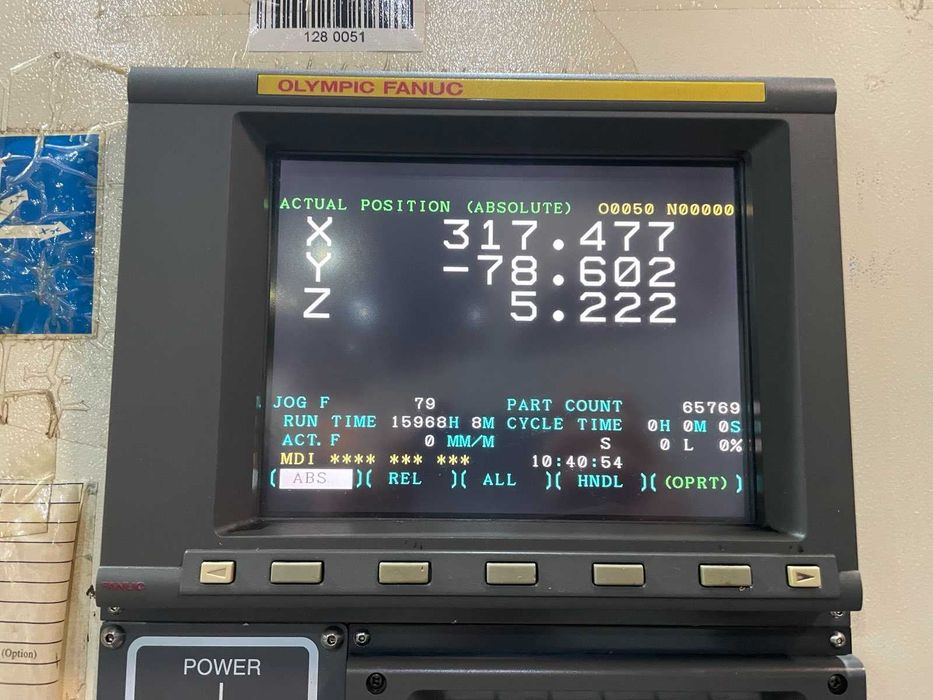 128 0051
OLYMPIC FANUC
ACTUAL POSITION (ABSOLUTE) O0050 N00000
X 317.477
Y -78.602
Z 5.222
JOG F 79 PART COUNT 65769
RUN TIME 15968H 8M CYCLE TIME 0H 0M 0S
ACT.F 0 MM/M S 0 L 0%
MDI **** *** *** 10:40:54
( ABS )( REL )( ALL )( HNDL )( (OPRT) )
FANUC
(Option)
POWER